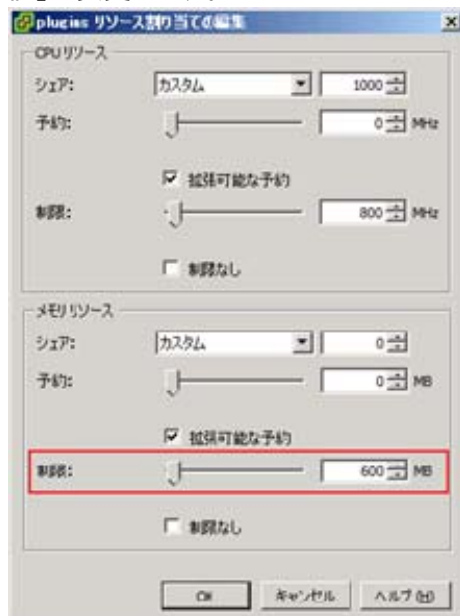 plugins リソース割り当ての編集
CPU リソース
シェア: カスタム 1000
予約: 0 MHz
拡張可能な予約
制限: 800 MHz
制限なし
メモリ リソース
シェア: カスタム 0
予約: 0 MB
拡張可能な予約
制限: 600 MB
制限なし
OK キャンセル ヘルプ(H)